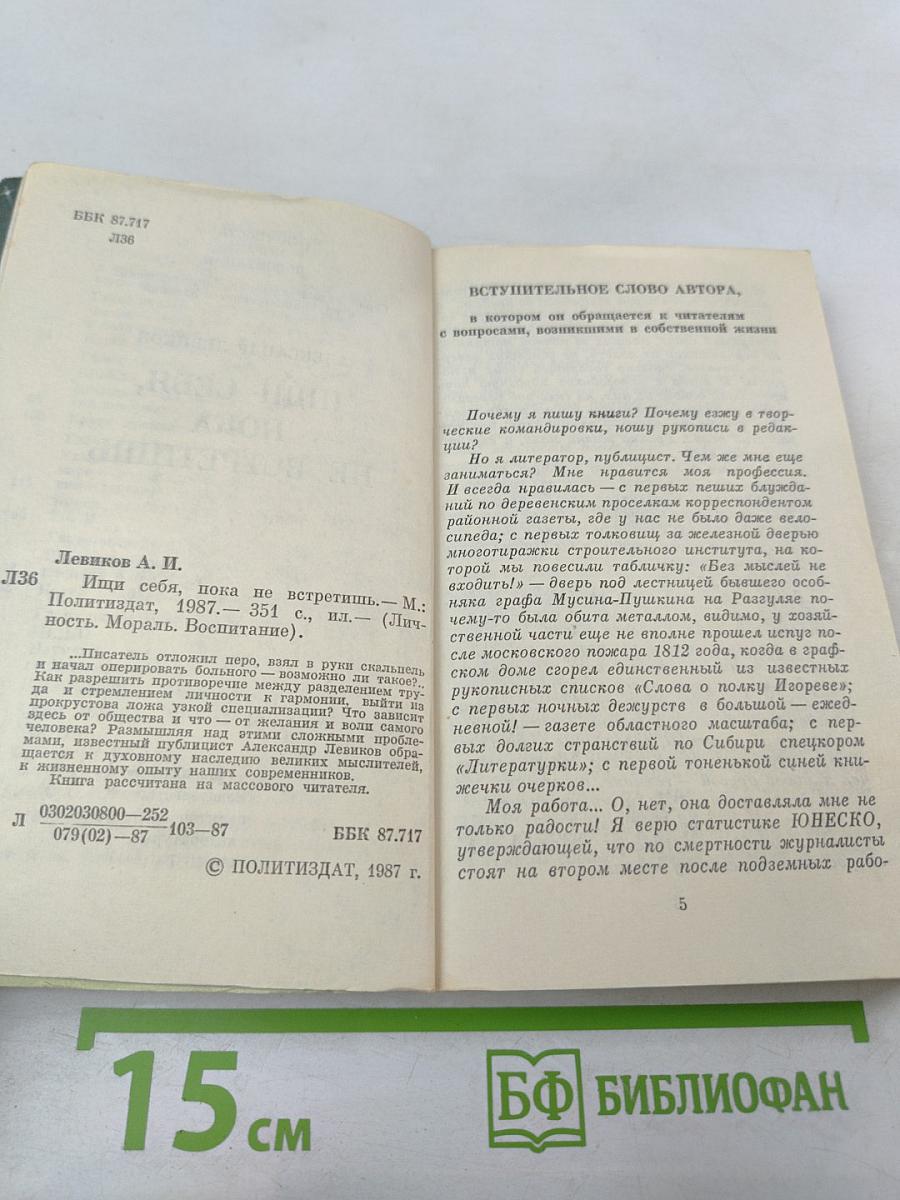 ББК 87.717
Л36
Левиков А. И.
Л36
Ищи себя, пока не встретишь.— М.:
Политиздат, 1987.— 351 с., ил.— (Лич-
ность. Мораль. Воспитание).
...Писатель отложил перо, взял в руки скальпель
и начал оперировать больного — возможно ли такое?..
Как разрешить противоречие между разделением тру-
да и стремлением личности к гармонии, выйти из
прокрустова ложа узкой специализации? Что зависит
здесь от общества и что — от желания и воли самого
человека? Размышляя над этими сложными пробле-
мами, известный публицист Александр Левиков обра-
щается к духовному наследию великих мыслителей,
к жизненному опыту наших современников.
Книга рассчитана на массового читателя.
Л 0302030800—252
079(02)—87 103—87 ББК 87.717
© ПОЛИТИЗДАТ, 1987 г.
ВСТУПИТЕЛЬНОЕ СЛОВО АВТОРА,
в котором он обращается к читателям
с вопросами, возникшими в собственной жизни
Почему я пишу книги? Почему езжу в твор-
ческие командировки, ношу рукописи в редак-
ции?
Но я литератор, публицист. Чем же мне еще
заниматься? Мне нравится моя профессия.
И всегда нравилась — с первых пеших блужда-
ний по деревенским проселкам корреспондентом
районной газеты, где у нас не было даже вело-
сипеда; с первых толковищ за железной дверью
многотиражки строительного института, на ко-
торой мы повесили табличку: «Без мыслей не
входить!» — дверь под лестницей бывшего особ-
няка графа Мусина-Пушкина на Разгуляе по-
чему-то была обита металлом, видимо, у хозяй-
ственной части еще не вполне прошел испуг по-
сле московского пожара 1812 года, когда в граф-
ском доме сгорел единственный из известных
рукописных списков «Слова о полку Игореве»;
с первых ночных дежурств в большой — ежед-
невной! — газете областного масштаба; с пер-
вых долгих странствий по Сибири спецкором
«Литературки»; с первой тоненькой синей кни-
жечки очерков...
Моя работа... О, нет, она доставляла мне не
только радости! Я верю статистике ЮНЕСКО,
утверждающей, что по смертности журналисты
стоят на втором месте после подземных рабо-
5
15 см
БФ БИБЛИОФАН